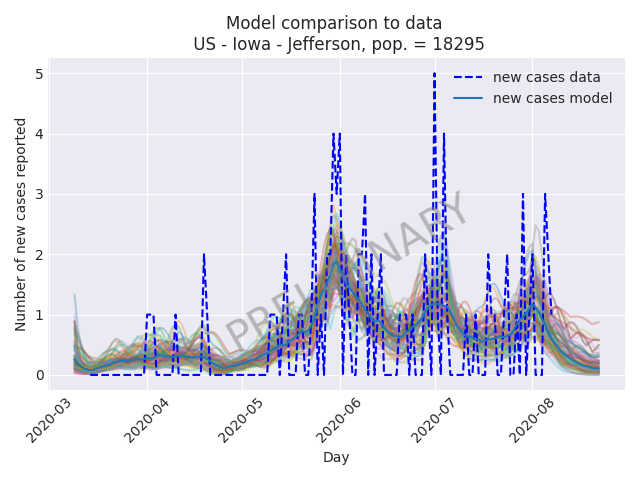 Model comparison to data
US - Iowa - Jefferson, pop. = 18295
Number of new cases reported
5
4
3
2
1
0
new cases data
new cases model
PRELIMINARY
2020-03
2020-04
2020-05
2020-06
2020-07
2020-08
Day